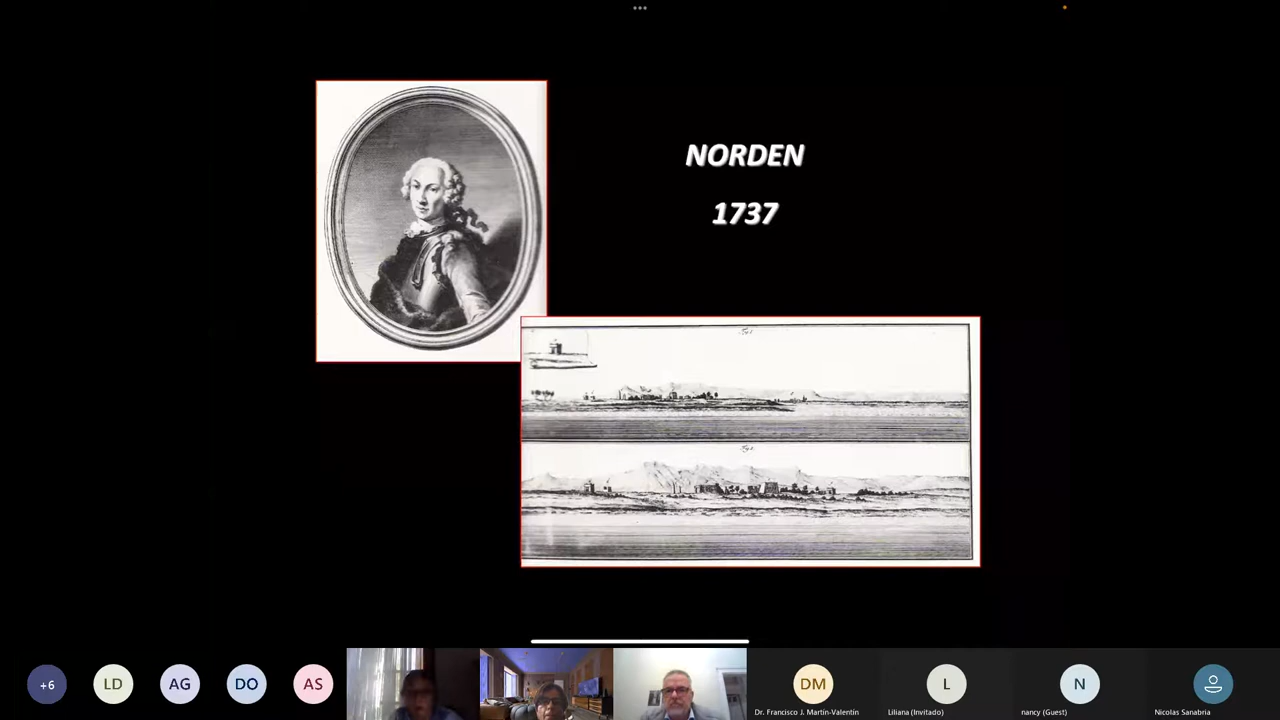 NORDEN
1737
+6
LD
AG
DO
AS
DM
L
N
Dr. Francisco J. Martín-Valentín
Liliana (Invitado)
nancy (Guest)
Nicolas Sanabria